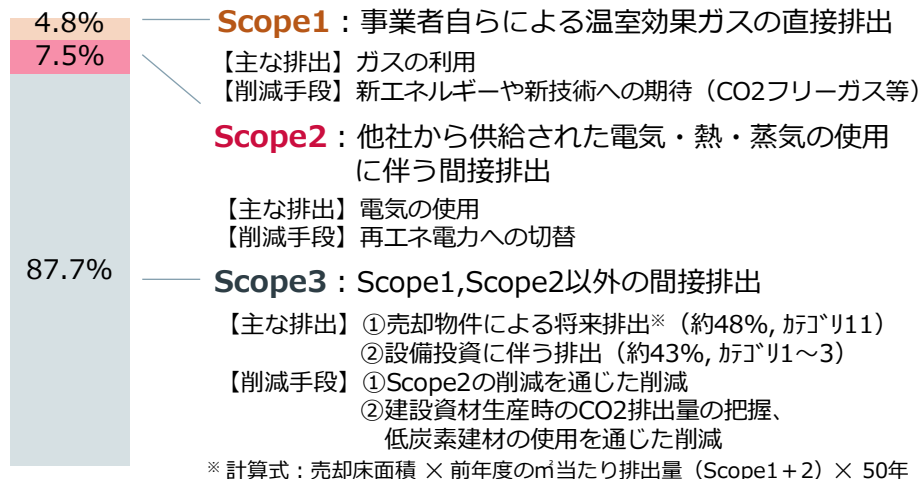 4.8%
7.5%
87.7%
Scope1：事業者自らによる温室効果ガスの直接排出
【主な排出】ガスの利用
【削減手段】新エネルギーや新技術への期待（CO2フリーガス等）
Scope2：他社から供給された電気・熱・蒸気の使用
に伴う間接排出
【主な排出】電気の使用
【削減手段】再エネ電力への切替
Scope3：Scope1,Scope2以外の間接排出
【主な排出】①売却物件による将来排出※（約48%, ｶﾃｺﾞﾘ11）
②設備投資に伴う排出（約43%, ｶﾃｺﾞﾘ1～3）
【削減手段】①Scope2の削減を通じた削減
②建設資材生産時のCO2排出量の把握、
低炭素建材の使用を通じた削減
※ 計算式：売却床面積 × 前年度の㎡当たり排出量（Scope1+2）× 50年